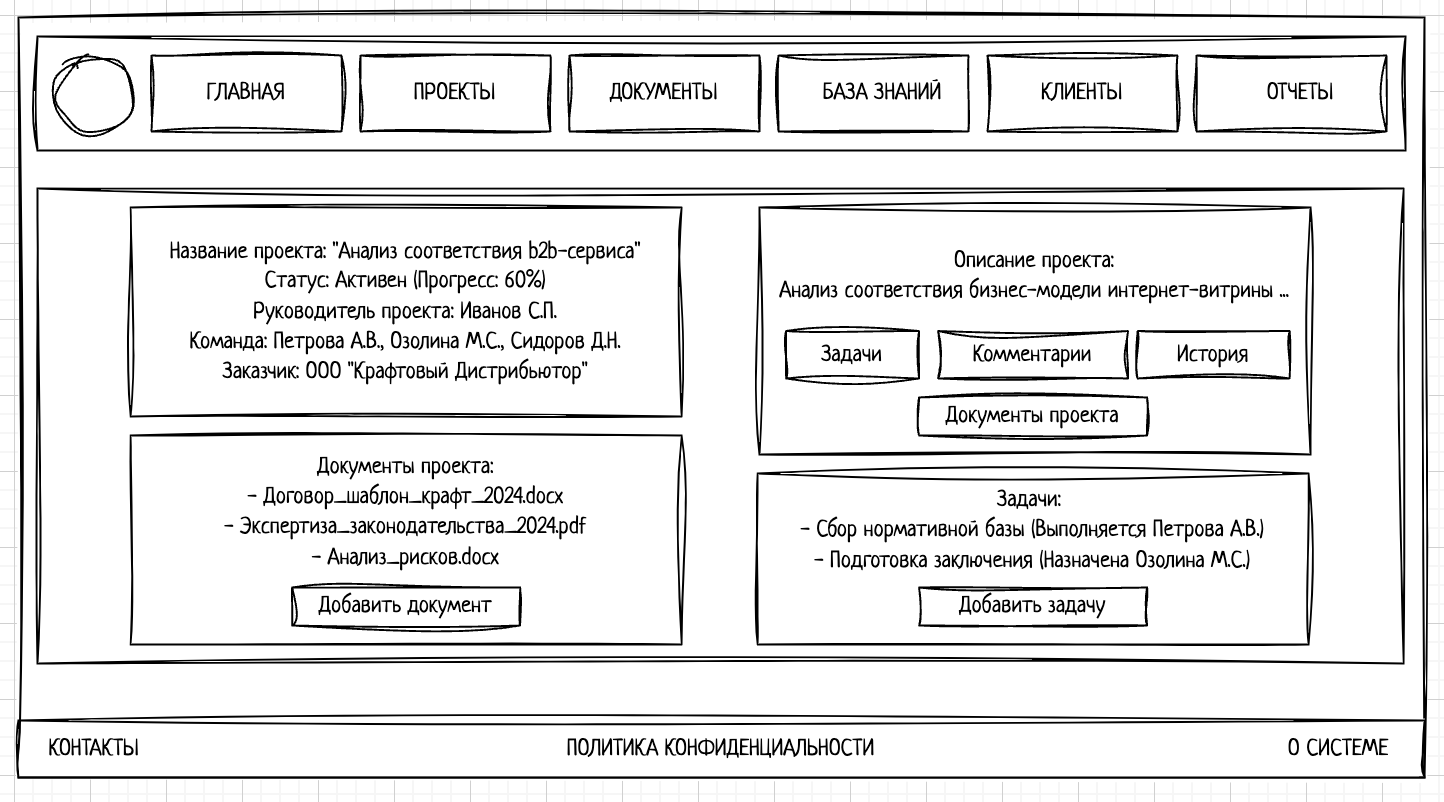 ГЛАВНАЯ
ПРОЕКТЫ
ДОКУМЕНТЫ
БАЗА ЗНАНИЙ
КЛИЕНТЫ
ОТЧЕТЫ
Название проекта: "Анализ соответствия b2b-сервиса"
Статус: Активен (Прогресс: 60%)
Руководитель проекта: Иванов С.П.
Команда: Петрова А.В., Озолина М.С., Сидоров Д.Н.
Заказчик: ООО "Крафтовый Дистрибьютор"
Описание проекта:
Анализ соответствия бизнес-модели интернет-витрины ...
Задачи
Комментарии
История
Документы проекта
Документы проекта:
- Договор_шаблон_крафт_2024.docx
- Экспертиза_законодательства_2024.pdf
- Анализ_рисков.docx
Добавить документ
Задачи:
- Сбор нормативной базы (Выполняется Петрова А.В.)
- Подготовка заключения (Назначена Озолина М.С.)
Добавить задачу
КОНТАКТЫ
ПОЛИТИКА КОНФИДЕНЦИАЛЬНОСТИ
О СИСТЕМЕ